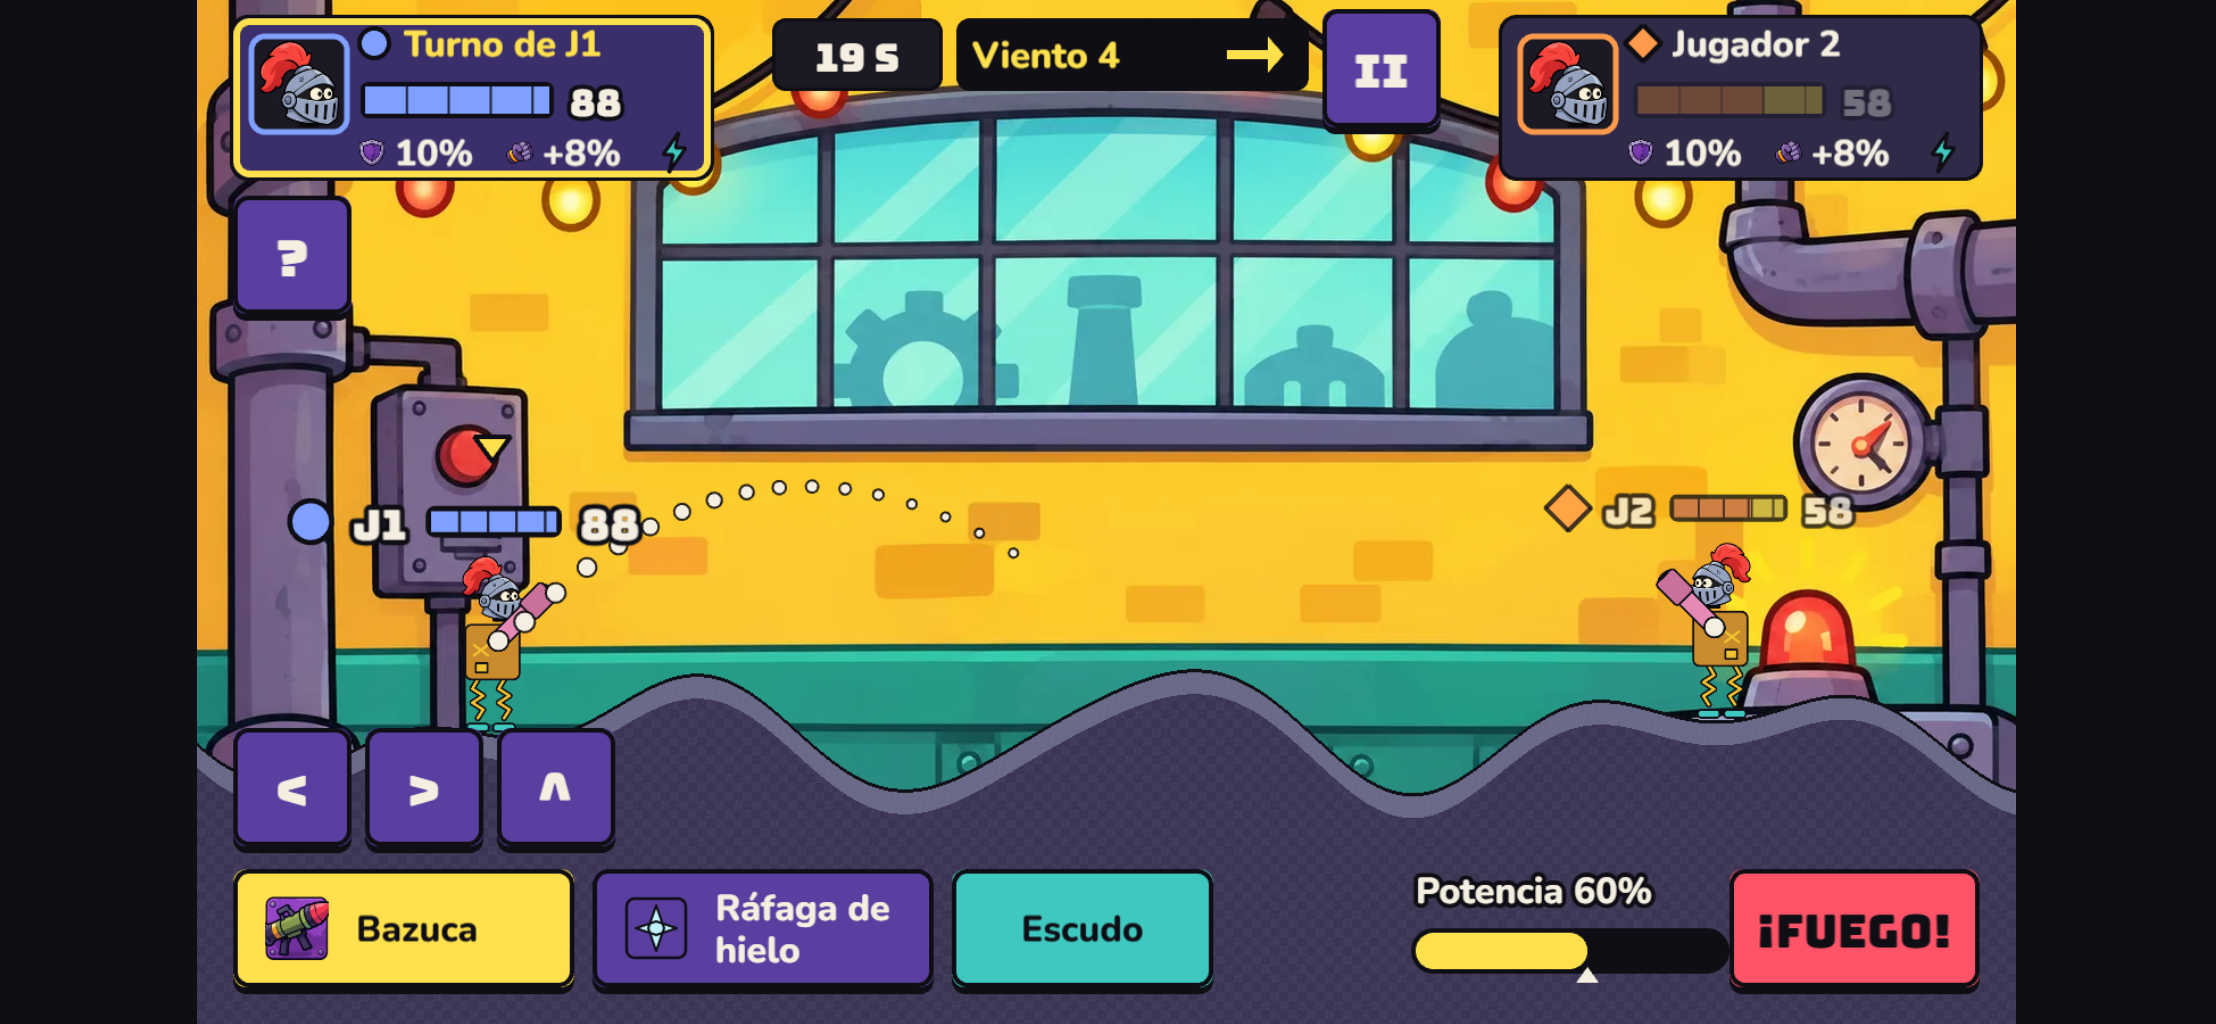 Turno de J1
88
10% +8%
19 S
Viento 4
II
Jugador 2
58
10% +8%
?
J1 88
J2 58
< > ^
Bazuca
Ráfaga de
hielo
Escudo
Potencia 60%
¡FUEGO!